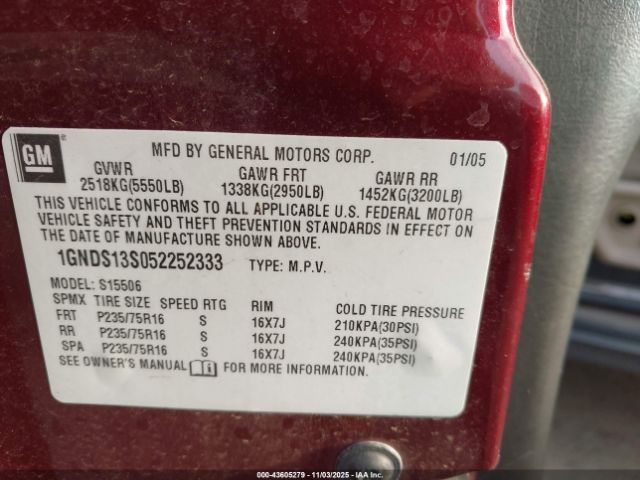 GM
MFD BY GENERAL MOTORS CORP. 01/05
GVWR GAWR FRT GAWR RR
2518KG(5550LB) 1338KG(2950LB) 1452KG(3200LB)
THIS VEHICLE CONFORMS TO ALL APPLICABLE U.S. FEDERAL MOTOR
VEHICLE SAFETY AND THEFT PREVENTION STANDARDS IN EFFECT ON
THE DATE OF MANUFACTURE SHOWN ABOVE.
1GNDS13S052252333 TYPE: M.P.V.
MODEL: S15506
SPMX TIRE SIZE SPEED RTG RIM COLD TIRE PRESSURE
FRT P235/75R16 S 16X7J 210KPA(30PSI)
RR P235/75R16 S 16X7J 240KPA(35PSI)
SPA P235/75R16 S 16X7J 240KPA(35PSI)
SEE OWNER'S MANUAL FOR MORE INFORMATION.
000-43605279 - 11/03/2025 - IAAI.COM